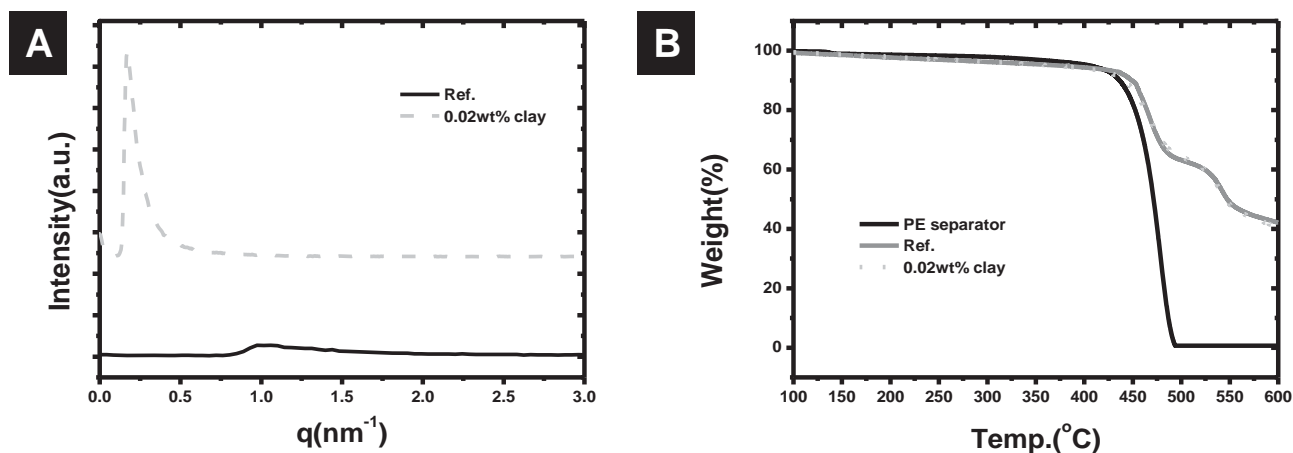 A
Intensity(a.u.)
Ref.
0.02wt% clay
0.0 0.5 1.0 1.5 2.0 2.5 3.0
q(nm⁻¹)
B
Weight(%)
100
80
60
40
20
0
PE separator
Ref.
0.02wt% clay
100 150 200 250 300 350 400 450 500 550 600
Temp.(°C)